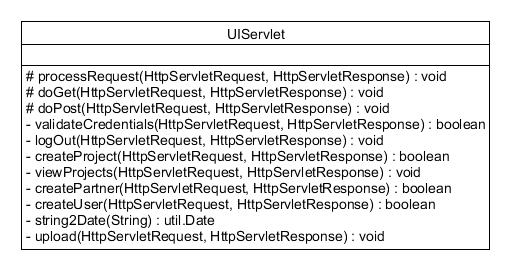 UIServlet
# processRequest(HttpServletRequest, HttpServletResponse) : void
# doGet(HttpServletRequest, HttpServletResponse) : void
# doPost(HttpServletRequest, HttpServletResponse) : void
- validateCredentials(HttpServletRequest, HttpServletResponse) : boolean
- logOut(HttpServletRequest, HttpServletResponse) : void
- createProject(HttpServletRequest, HttpServletResponse) : boolean
- viewProjects(HttpServletRequest, HttpServletResponse) : void
- createPartner(HttpServletRequest, HttpServletResponse) : boolean
- createUser(HttpServletRequest, HttpServletResponse) : boolean
- string2Date(String) : util.Date
- upload(HttpServletRequest, HttpServletResponse) : void